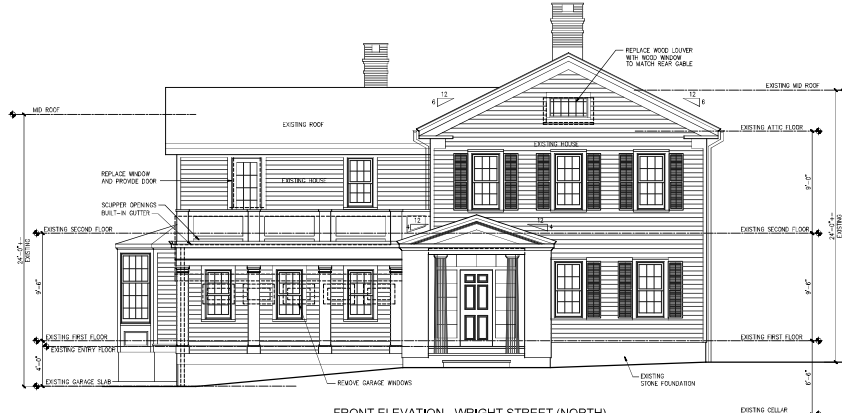 REPLACE WOOD LOUVER
WITH WOOD WINDOW
TO MATCH REAR GABLE
12
6
12
6
EXISTING MID ROOF
MID ROOF
EXISTING ROOF
EXISTING ATTIC FLOOR
EXISTING HOUSE
REPLACE WINDOW
AND PROVIDE DOOR
EXISTING HOUSE
9'-0"
SCUPPER OPENINGS
BUILT-IN GUTTER
12
4
12
4
EXISTING SECOND FLOOR
EXISTING SECOND FLOOR
24'-0"±
EXISTING
24'-0"±
EXISTING
9'-6"
9'-6"
EXISTING FIRST FLOOR
EXISTING FIRST FLOOR
EXISTING ENTRY FLOOR
4'-0"
EXISTING GARAGE SLAB
REMOVE GARAGE WINDOWS
EXISTING
STONE FOUNDATION
6'-6"
EXISTING CELLAR
FRONT ELEVATION - WRIGHT STREET (NORTH)